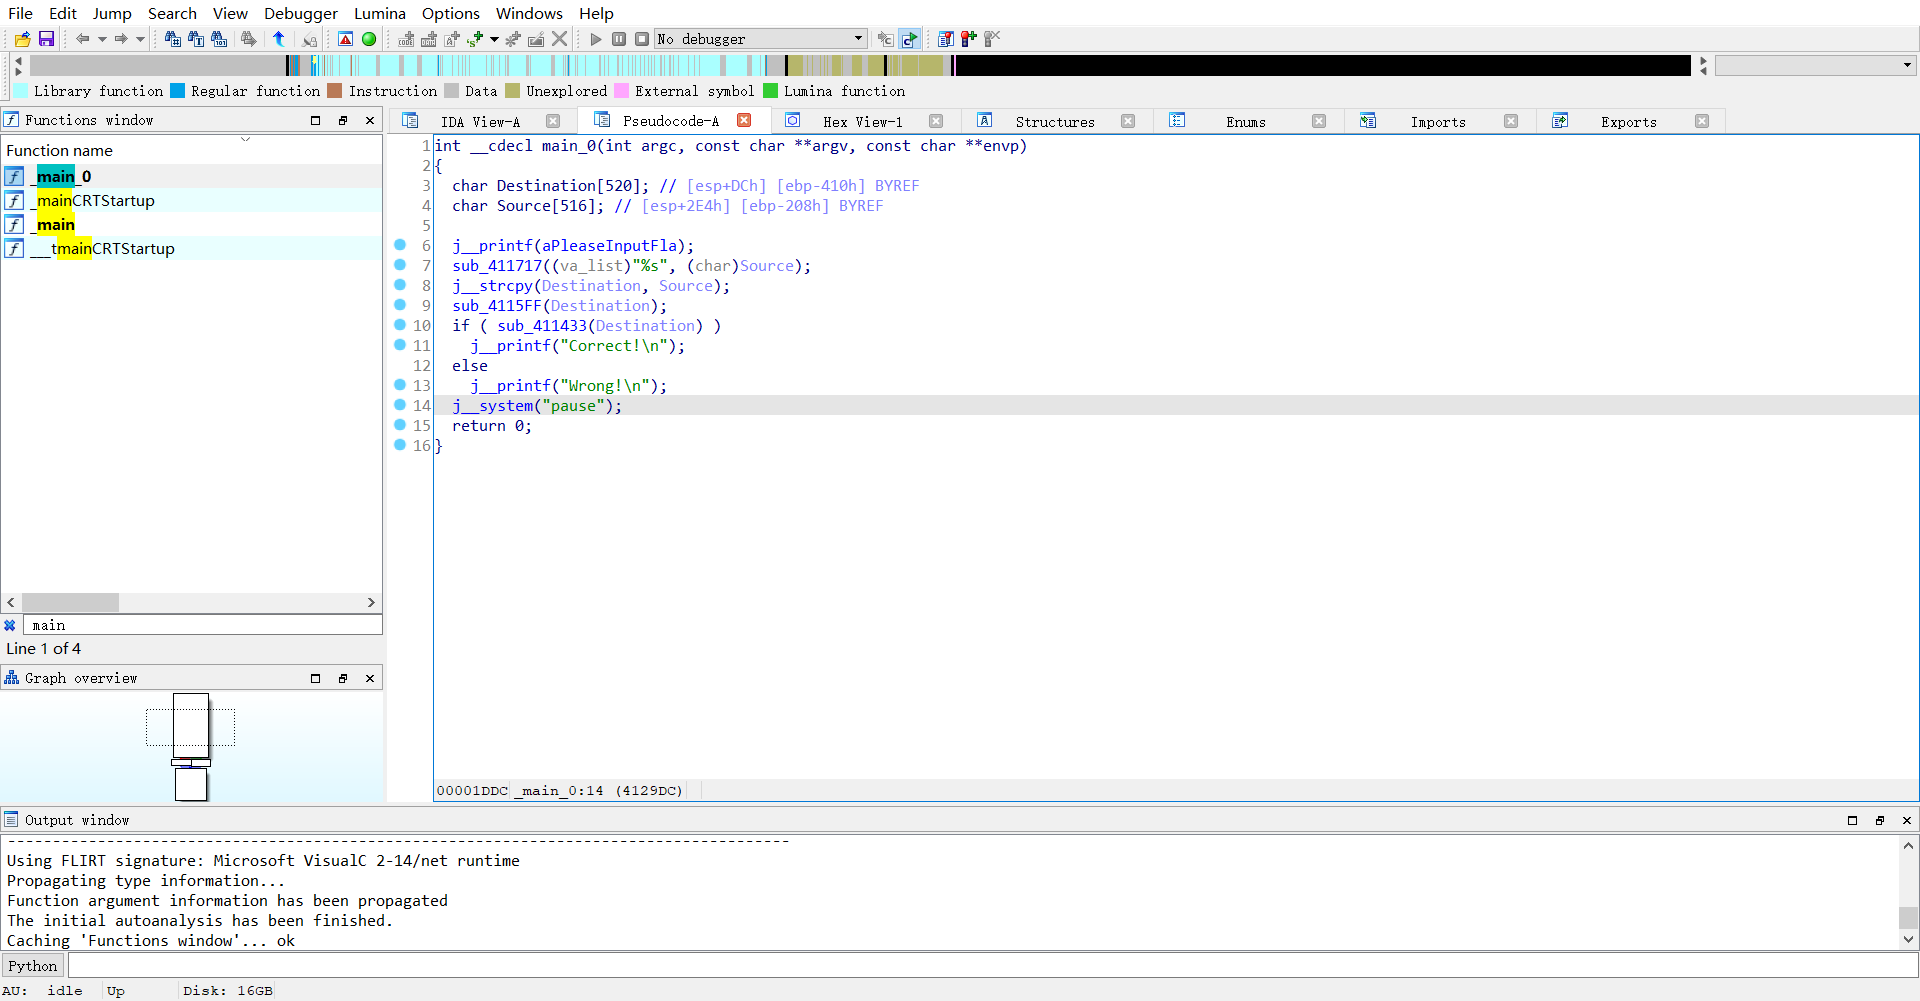 File Edit Jump Search View Debugger Lumina Options Windows Help
No debugger
Library function Regular function Instruction Data Unexplored External symbol Lumina function
Functions window
Function name
_main_0
_mainCRTStartup
_main
___tmainCRTStartup
main
Line 1 of 4
Graph overview
IDA View-A Pseudocode-A Hex View-1 Structures Enums Imports Exports
1 int __cdecl main_0(int argc, const char **argv, const char **envp)
2 {
3 char Destination[520]; // [esp+DCh] [ebp-410h] BYREF
4 char Source[516]; // [esp+2E4h] [ebp-208h] BYREF
5
6 j__printf(aPleaseInputFla);
7 sub_411717((va_list)"%s", (char)Source);
8 j__strcpy(Destination, Source);
9 sub_4115FF(Destination);
10 if ( sub_411433(Destination) )
11 j__printf("Correct!\n");
12 else
13 j__printf("Wrong!\n");
14 j__system("pause");
15 return 0;
16 }
00001DDC _main_0:14 (4129DC)
Output window
---------------------------------------------------------------------------------------
Using FLIRT signature: Microsoft VisualC 2-14/net runtime
Propagating type information...
Function argument information has been propagated
The initial autoanalysis has been finished.
Caching 'Functions window'... ok
Python
AU: idle Up Disk: 16GB